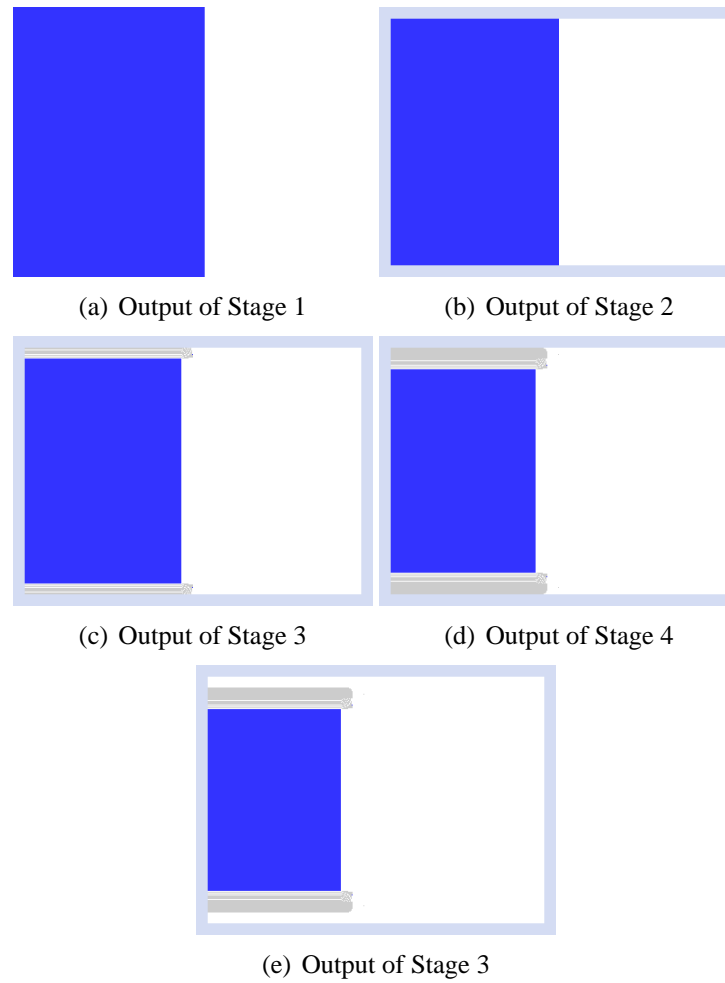 (a) Output of Stage 1
(b) Output of Stage 2
(c) Output of Stage 3
(d) Output of Stage 4
(e) Output of Stage 3